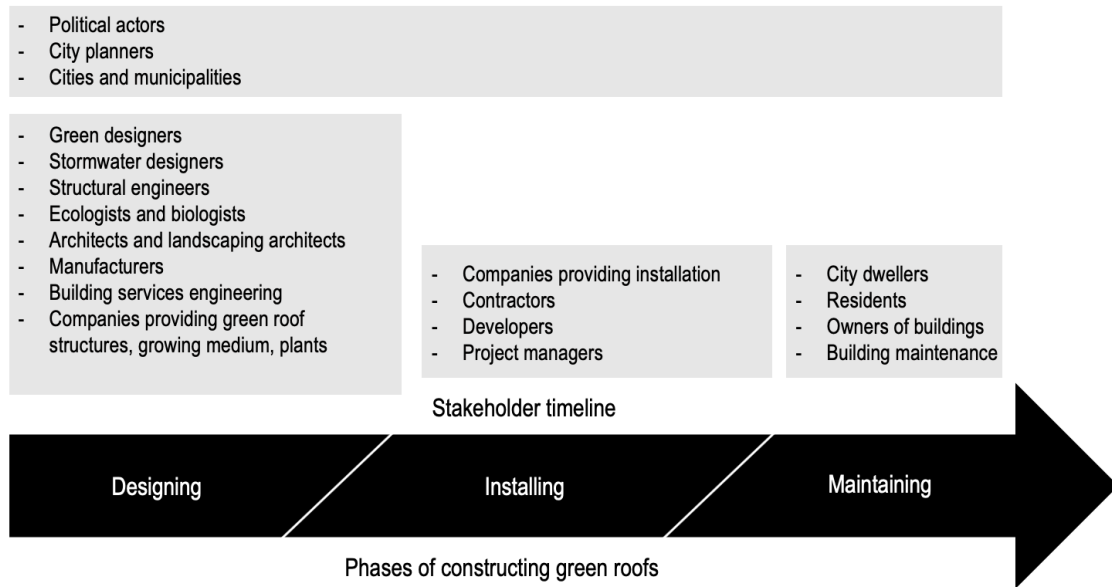 - Political actors
- City planners
- Cities and municipalities
- Green designers
- Stormwater designers
- Structural engineers
- Ecologists and biologists
- Architects and landscaping architects
- Manufacturers
- Building services engineering
- Companies providing green roof
structures, growing medium, plants
- Companies providing installation
- Contractors
- Developers
- Project managers
- City dwellers
- Residents
- Owners of buildings
- Building maintenance
Stakeholder timeline
Designing
Installing
Maintaining
Phases of constructing green roofs